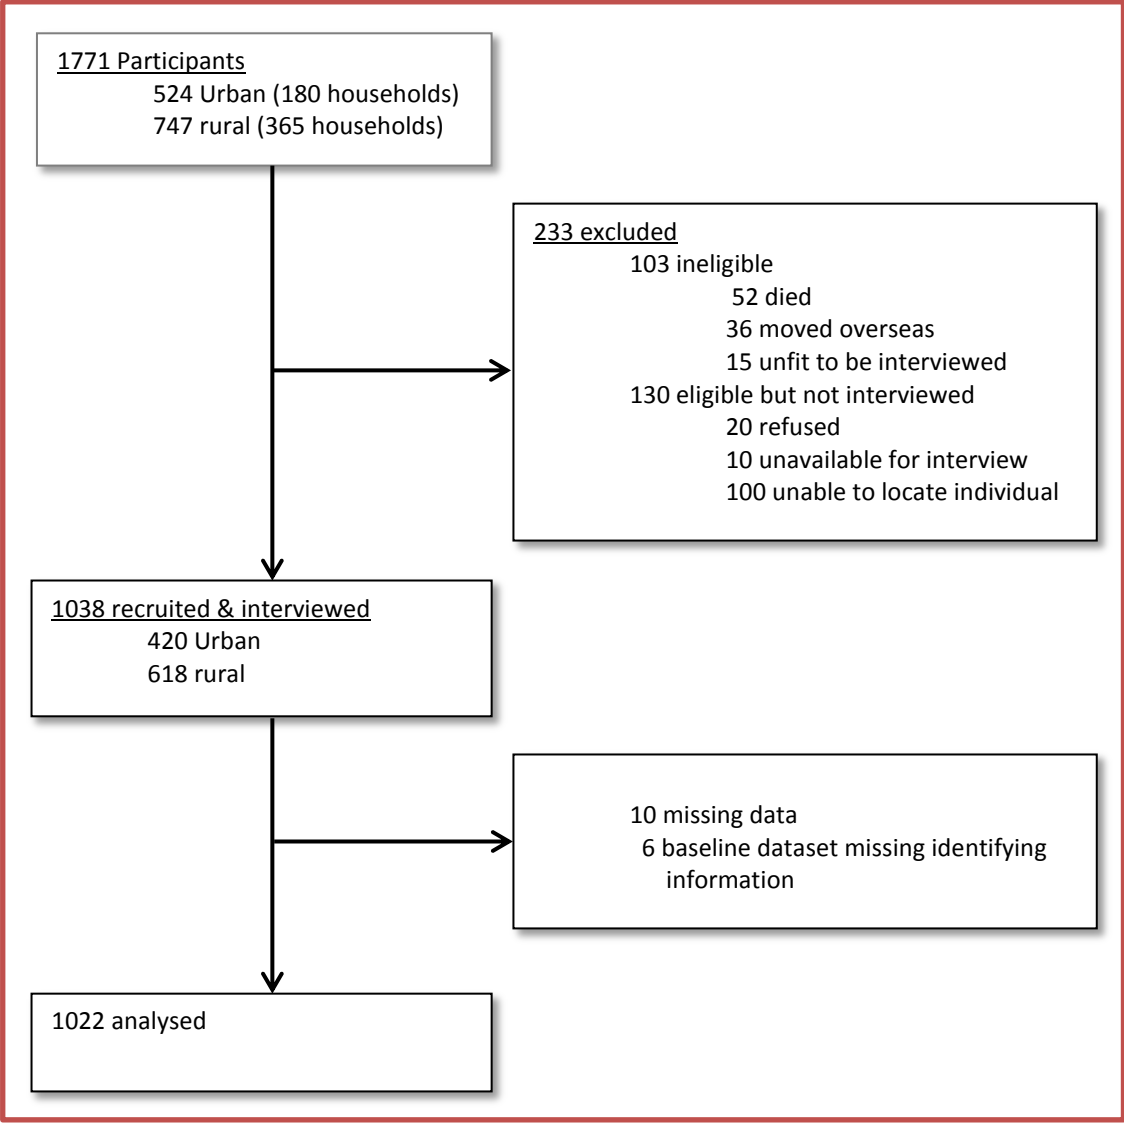 1771 Participants
524 Urban (180 households)
747 rural (365 households)
233 excluded
103 ineligible
52 died
36 moved overseas
15 unfit to be interviewed
130 eligible but not interviewed
20 refused
10 unavailable for interview
100 unable to locate individual
1038 recruited & interviewed
420 Urban
618 rural
10 missing data
6 baseline dataset missing identifying
information
1022 analysed